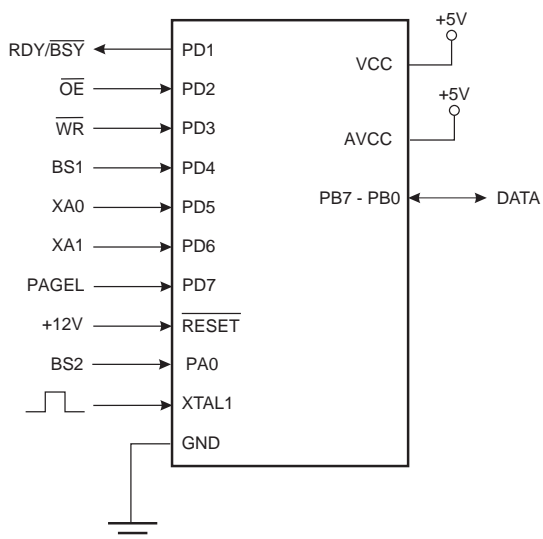 +5V
RDY/BSY PD1
VCC
OE PD2
+5V
WR PD3
AVCC
BS1 PD4
XA0 PD5 PB7 - PB0 DATA
XA1 PD6
PAGEL PD7
+12V RESET
BS2 PA0
XTAL1
GND